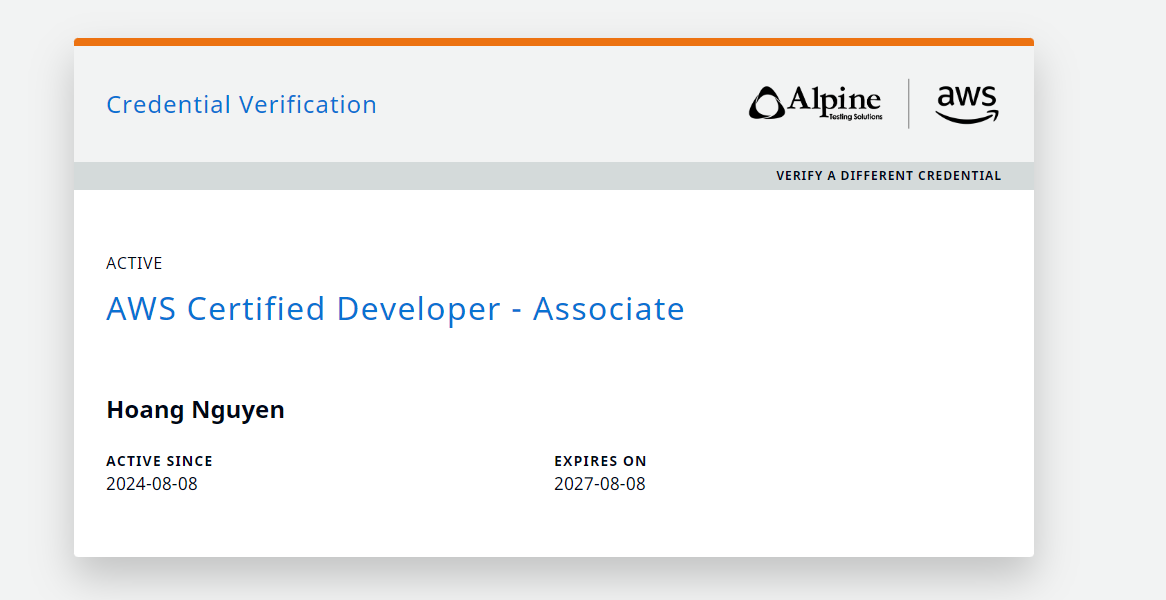 Credential Verification
Alpine
Testing Solutions
aws
VERIFY A DIFFERENT CREDENTIAL
ACTIVE
AWS Certified Developer - Associate
Hoang Nguyen
ACTIVE SINCE
2024-08-08
EXPIRES ON
2027-08-08